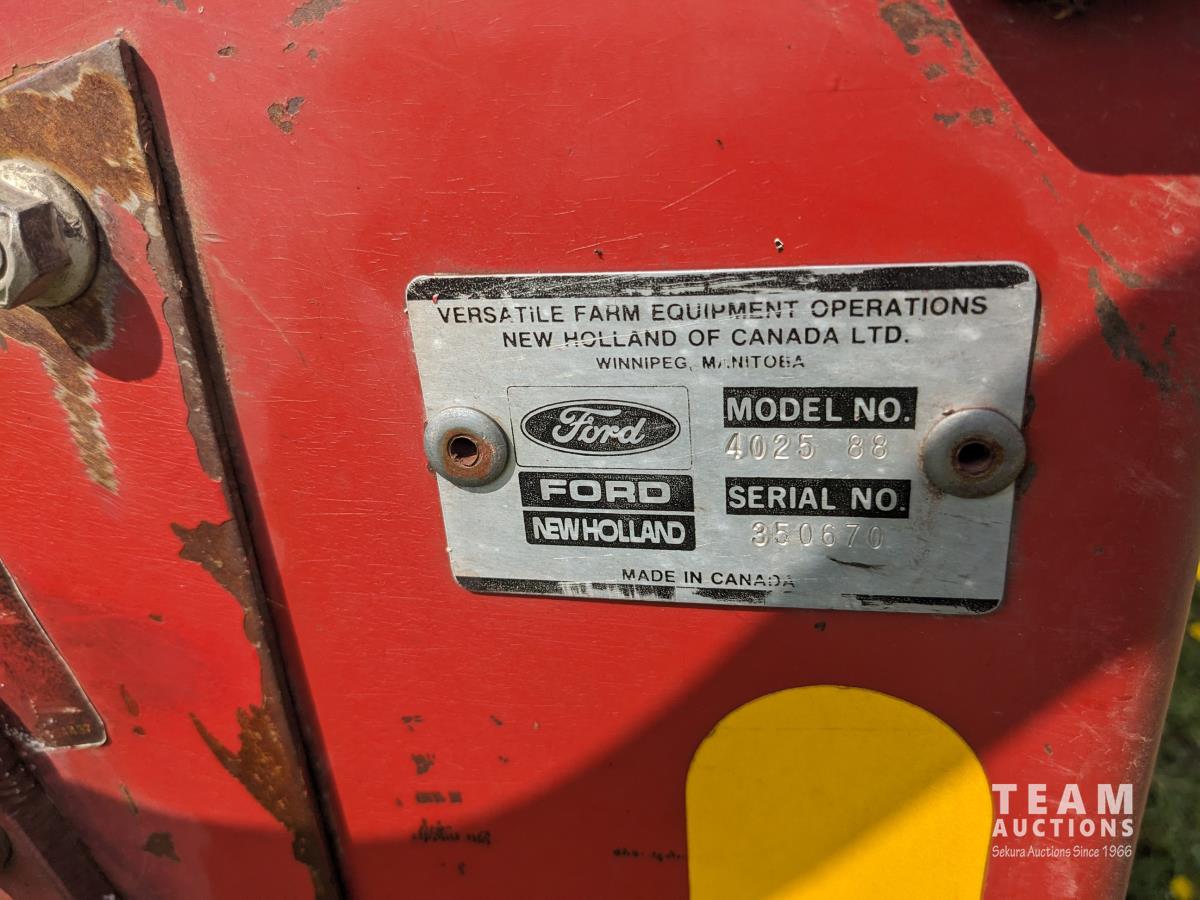 VERSATILE FARM EQUIPMENT OPERATIONS
NEW HOLLAND OF CANADA LTD.
WINNIPEG, MANITOBA
Ford
FORD
NEW HOLLAND
MODEL NO.
4025 88
SERIAL NO.
350670
MADE IN CANADA
TEAM
AUCTIONS
Sekura Auctions Since 1966